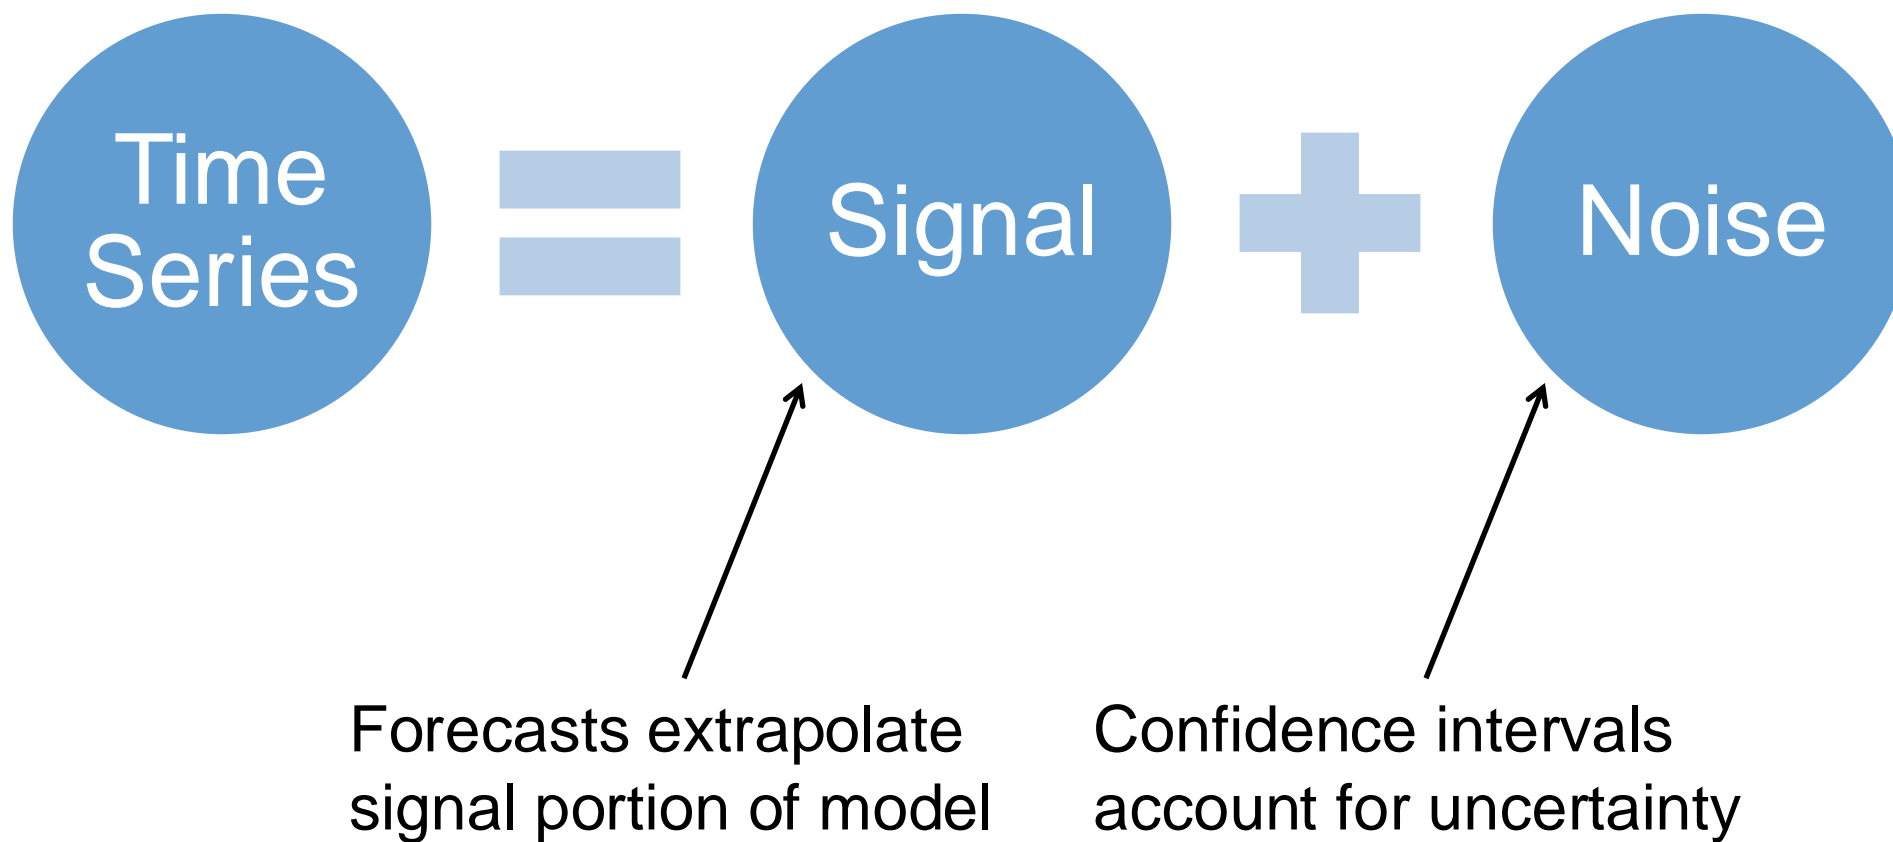 Time
Series
Signal
Noise
Forecasts extrapolate
signal portion of model
Confidence intervals
account for uncertainty